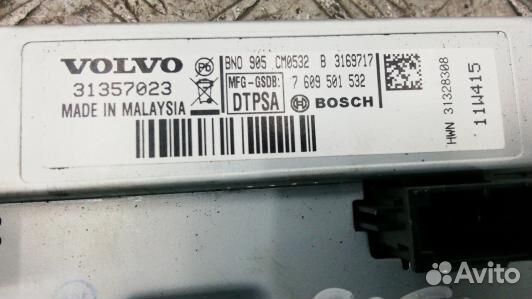 VOLVO
31357023
MADE IN MALAYSIA
Pb
BNO 905 CM0532 B 3169717
MFG-GSDB:
DTPSA
7 609 501 532
BOSCH
HWN 31328308
11W415
Avito